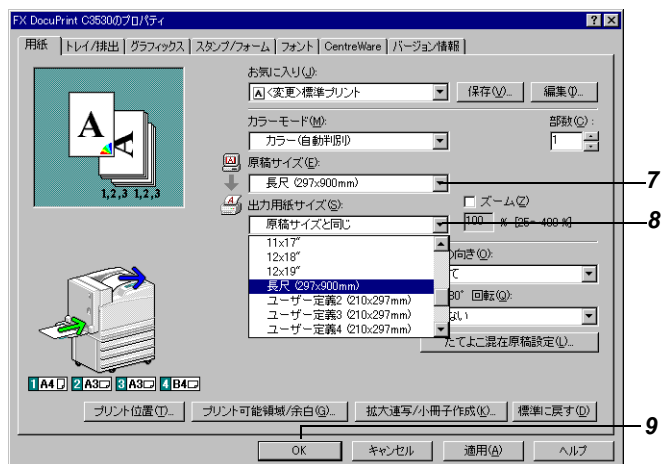 FX DocuPrint C3530のプロパティ
用紙 トレイ/排出 グラフィックス スタンプ/フォーム フォント CentreWare バージョン情報
お気に入り(J):
A <変更>標準プリント 保存(V)... 編集(I)...
カラーモード(M): 部数(C):
カラー(自動判別) 1
原稿サイズ(E):
長尺 (297x900mm) 7
出力用紙サイズ(S): ズーム(Z)
原稿サイズと同じ 100 % [25~ 400 %] 8
11x17"
12x18"
12x19"
長尺 (297x900mm)
ユーザー定義2 (210x297mm)
ユーザー定義3 (210x297mm)
ユーザー定義4 (210x297mm)
の向き(O):
て
80° 回転(Q):
ない
たてよこ混在原稿設定(L)...
A A
1,2,3 1,2,3
1 A4 2 A3 3 A3 4 B4
プリント位置(T)... プリント可能領域/余白(G)... 拡大連写/小冊子作成(K)... 標準に戻す(D)
9
OK キャンセル 適用(A) ヘルプ